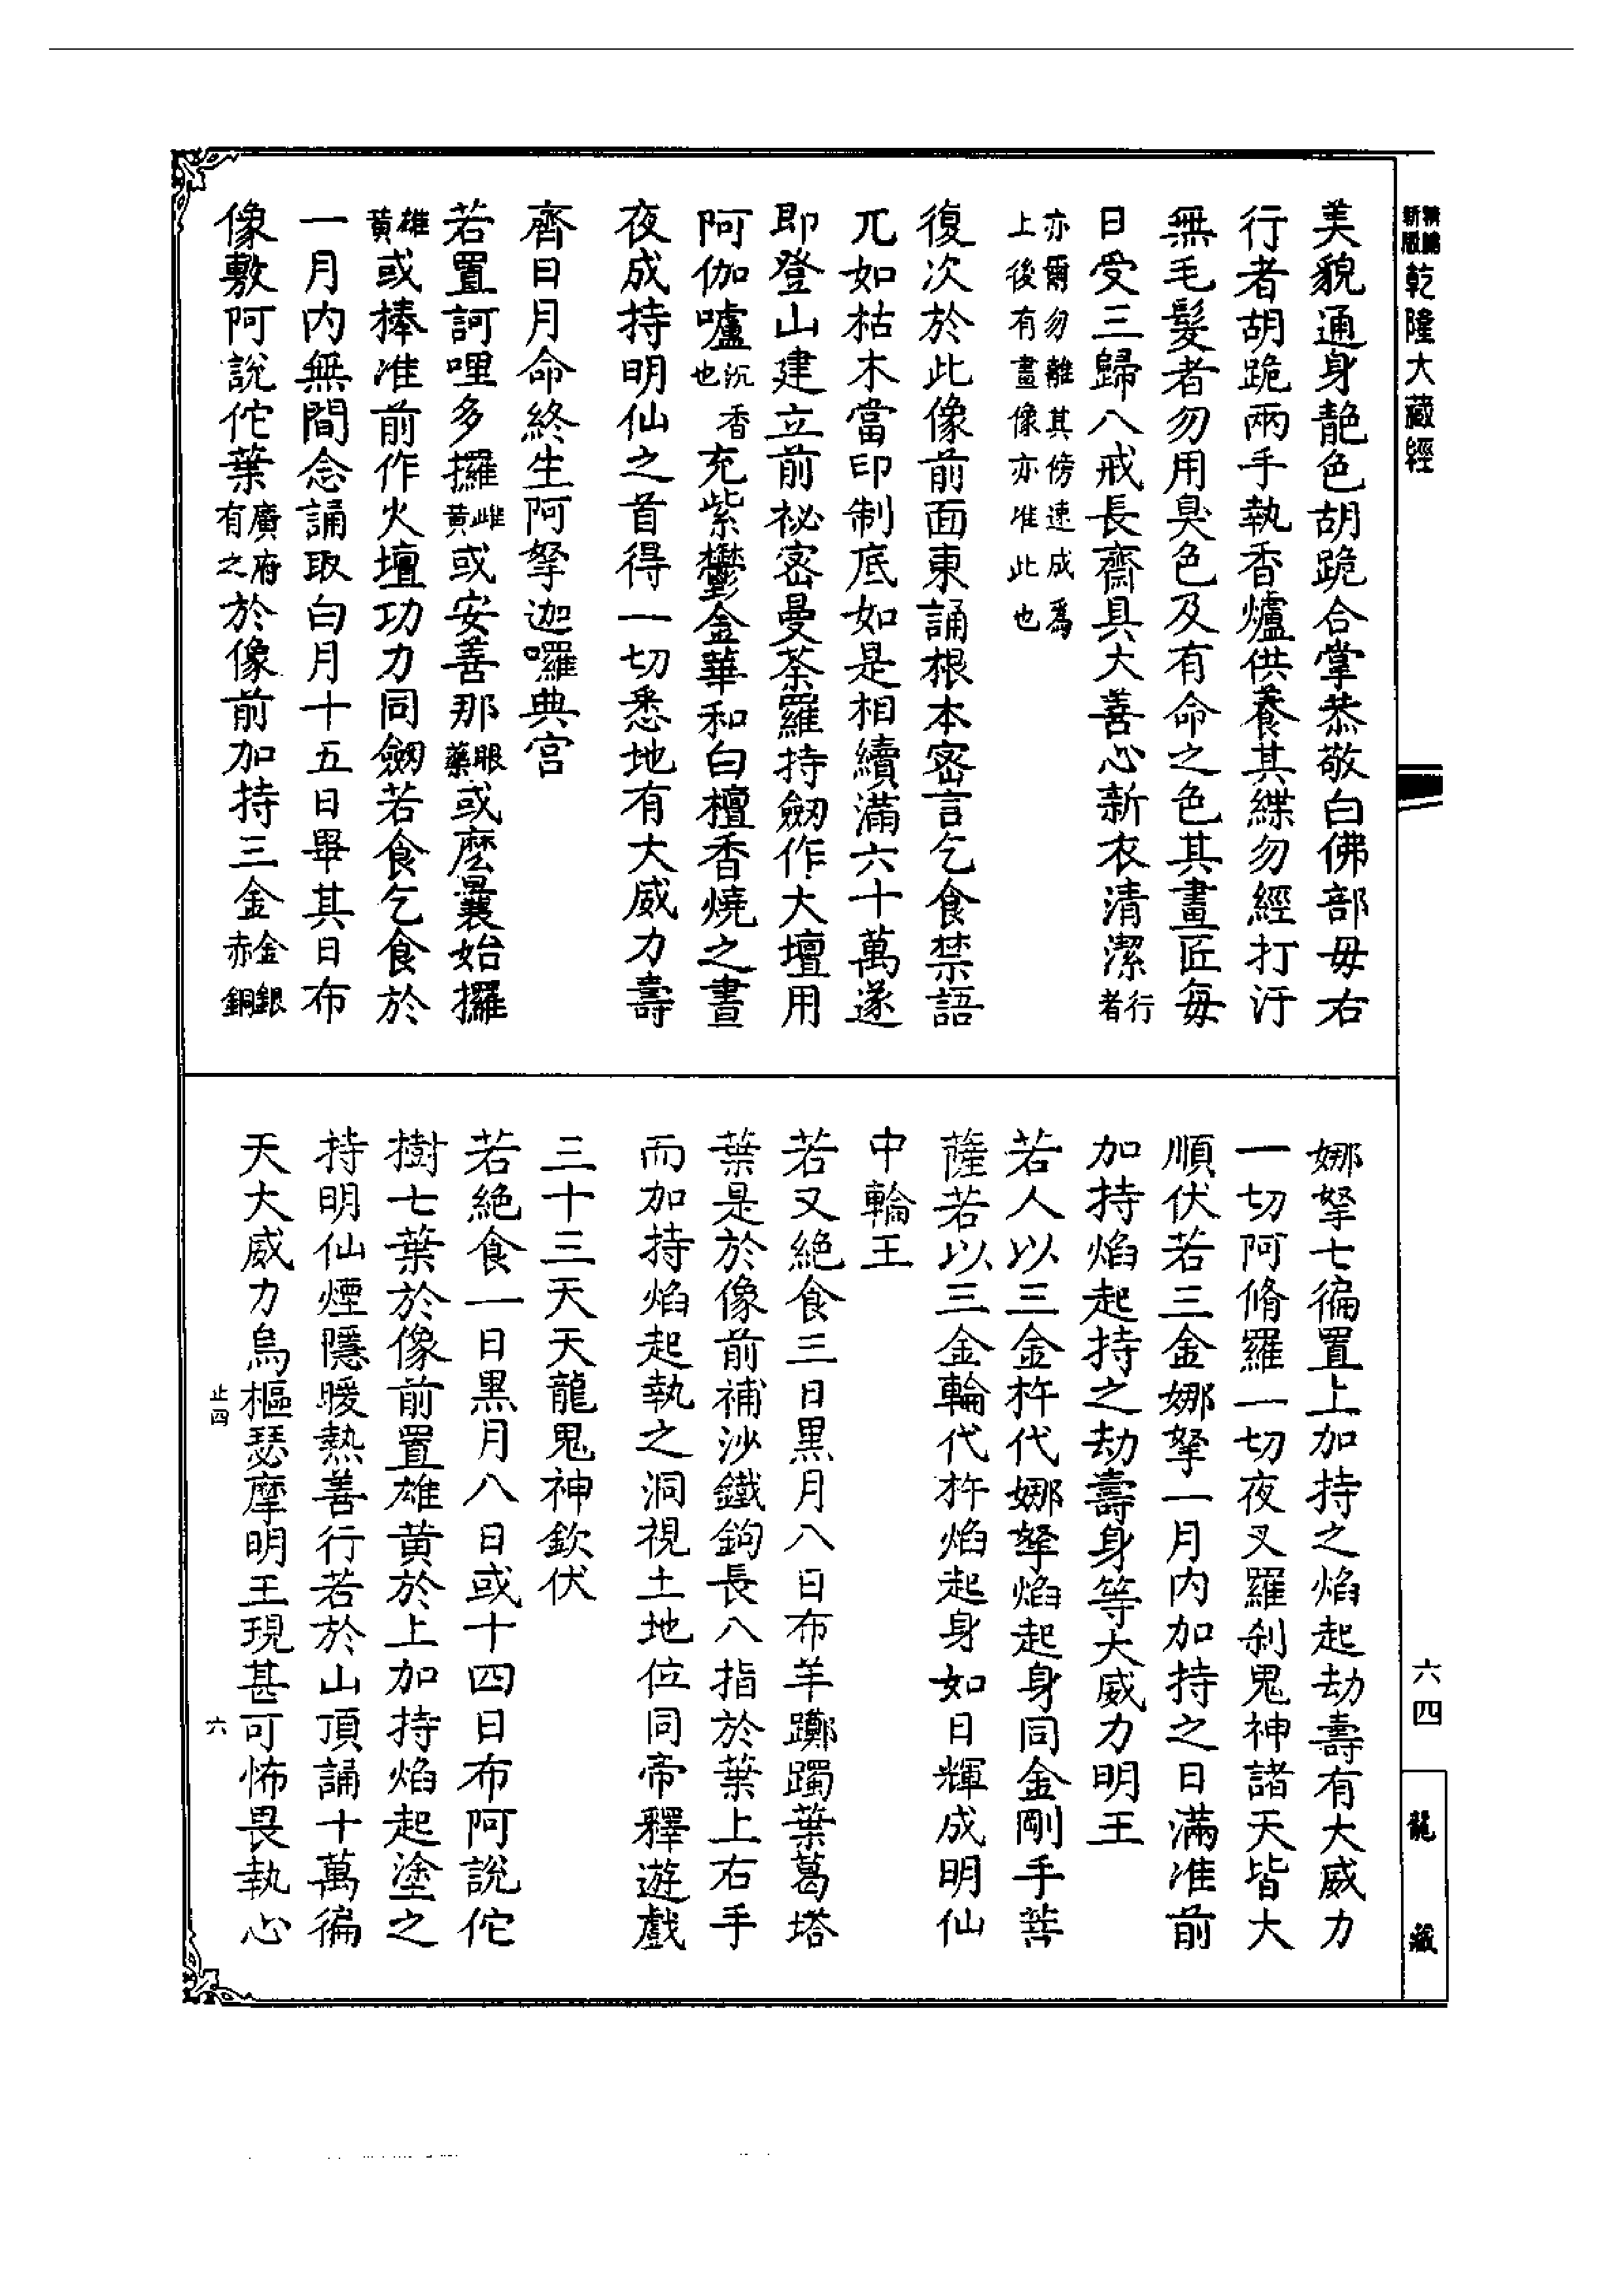 精縮新版乾隆大藏經
美貌通身靘色胡跪合掌恭敬白佛部毋右
行者胡跪兩手執香爐供養其緤勿經打汙
無毛髮者勿用臭色及有命之色其畫匠每
日受三歸八戒長齋具大善心新衣清潔行者
亦爾勿離其傍速成爲
上後有畫像亦准此也
復次於此像前面東誦根本密言乞食禁語
兀如枯木當印制底如是相續滿六十萬遂
即登山建立前祕密曼荼羅持劒作大壇用
阿伽嚧沉香也充紫鬱金華和白檀香燒之晝
夜成持明仙之首得一切悉地有大威力壽
齊日月命終生阿拏迦囉典宮
若置訶哩多攞雌黃或安善那眼藥或麽曩始攞
雄黃或捧准前作火壇功力同劒若食乞食於
一月內無間念誦取白月十五日畢其日布
像敷阿說佗葉廣府有之於像前加持三金金銀赤銅
娜拏七徧置上加持之焰起劫壽有大威力
一切阿脩羅一切夜叉羅剎鬼神諸天皆大
順伏若三金娜拏一月內加持之日滿准前
加持焰起持之劫壽身等大威力明王
若人以三金杵代娜拏焰起身同金剛手菩
薩若以三金輪代杵焰起身如日輝成明仙
中輪王
若又絕食三日黑月八日布羊躑躅葉葛塔
葉是於像前補沙鐵鉤長八指於葉上右手
而加持焰起執之洞視土地位同帝釋遊戲
三十三天天龍鬼神欽伏
若絕食一日黑月八日或十四日布阿說佗
樹七葉於像前置雄黃於上加持焰起塗之
持明仙煙隱暖熱善行若於山頂誦十萬徧
天大威力烏樞瑟摩明王現甚可怖畏執心
止四
六
六四
龍藏